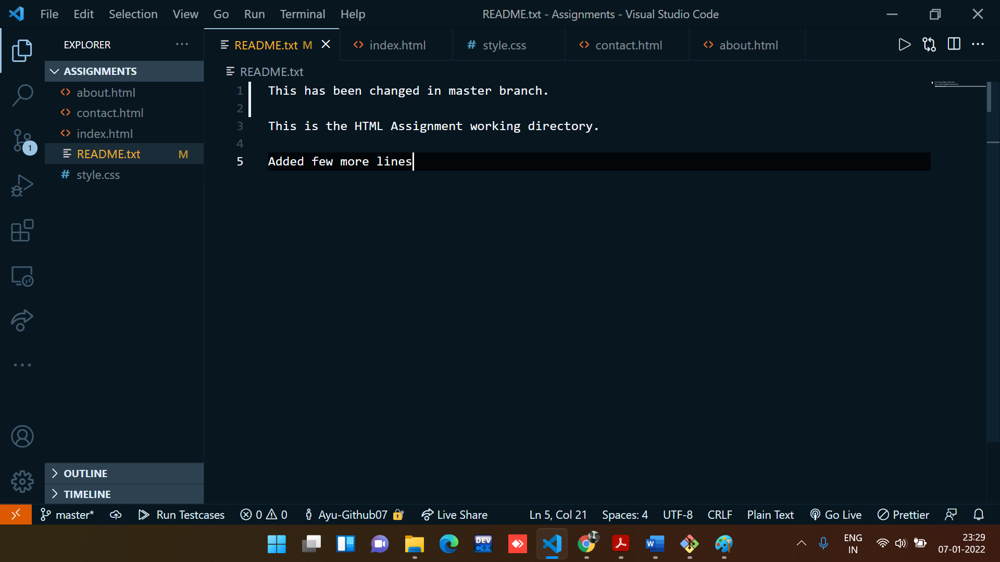 File Edit Selection View Go Run Terminal Help README.txt - Assignments - Visual Studio Code
EXPLORER
README.txt M index.html # style.css contact.html about.html
ASSIGNMENTS
README.txt
about.html
contact.html
index.html
README.txt M
# style.css
1
1 This has been changed in master branch.
2
3 This is the HTML Assignment working directory.
4
5 Added few more lines
OUTLINE
TIMELINE
master* Run Testcases 0 0 Ayu-Github07 Live Share Ln 5, Col 21 Spaces: 4 UTF-8 CRLF Plain Text Go Live Prettier
DEV
C++
W
ENG
IN
23:29
07-01-2022